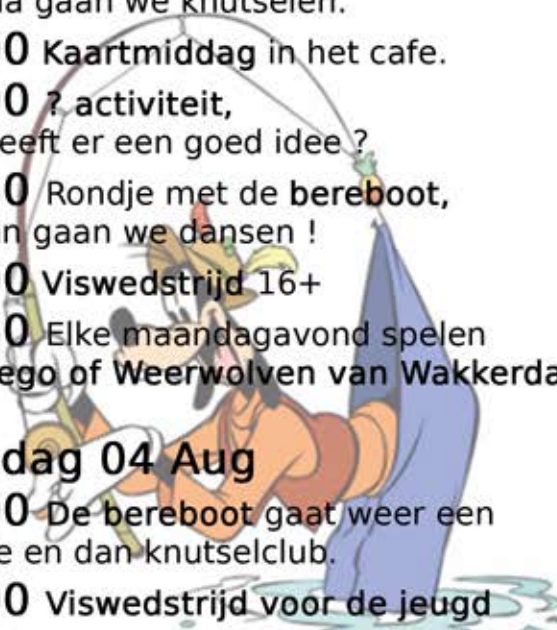 na gaan we knutselen.
0 Kaartmiddag in het cafe.
0 ? activiteit,
eeft er een goed idee ?
0 Rondje met de bereboot,
n gaan we dansen !
0 Viswedstrijd 16+
0 Elke maandagavond spelen
ego of Weerwolven van Wakkerda
dag 04 Aug
0 De bereboot gaat weer een
e en dan knutselclub.
0 Viswedstrijd voor de jeugd